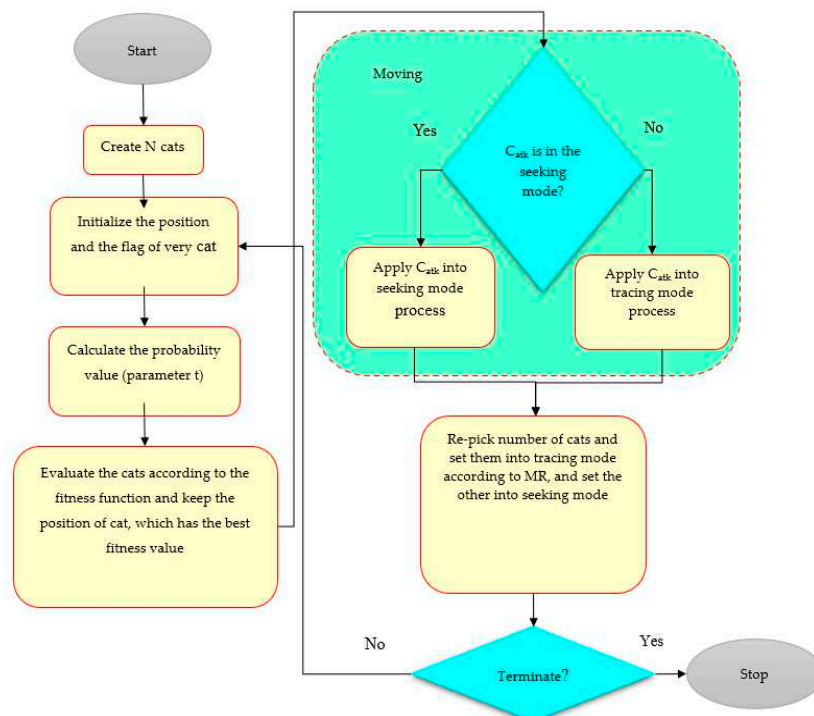 Start
Create N cats
Initialize the position
and the flag of very cat
Calculate the probability
value (parameter t)
Evaluate the cats according to the
fitness function and keep the
position of cat, which has the best
fitness value
Moving
Yes
No
Catk is in the
seeking
mode?
Apply Catk into
seeking mode
process
Apply Catk into
tracing mode
process
Re-pick number of cats and
set them into tracing mode
according to MR, and set the
other into seeking mode
No
Yes
Terminate?
Stop